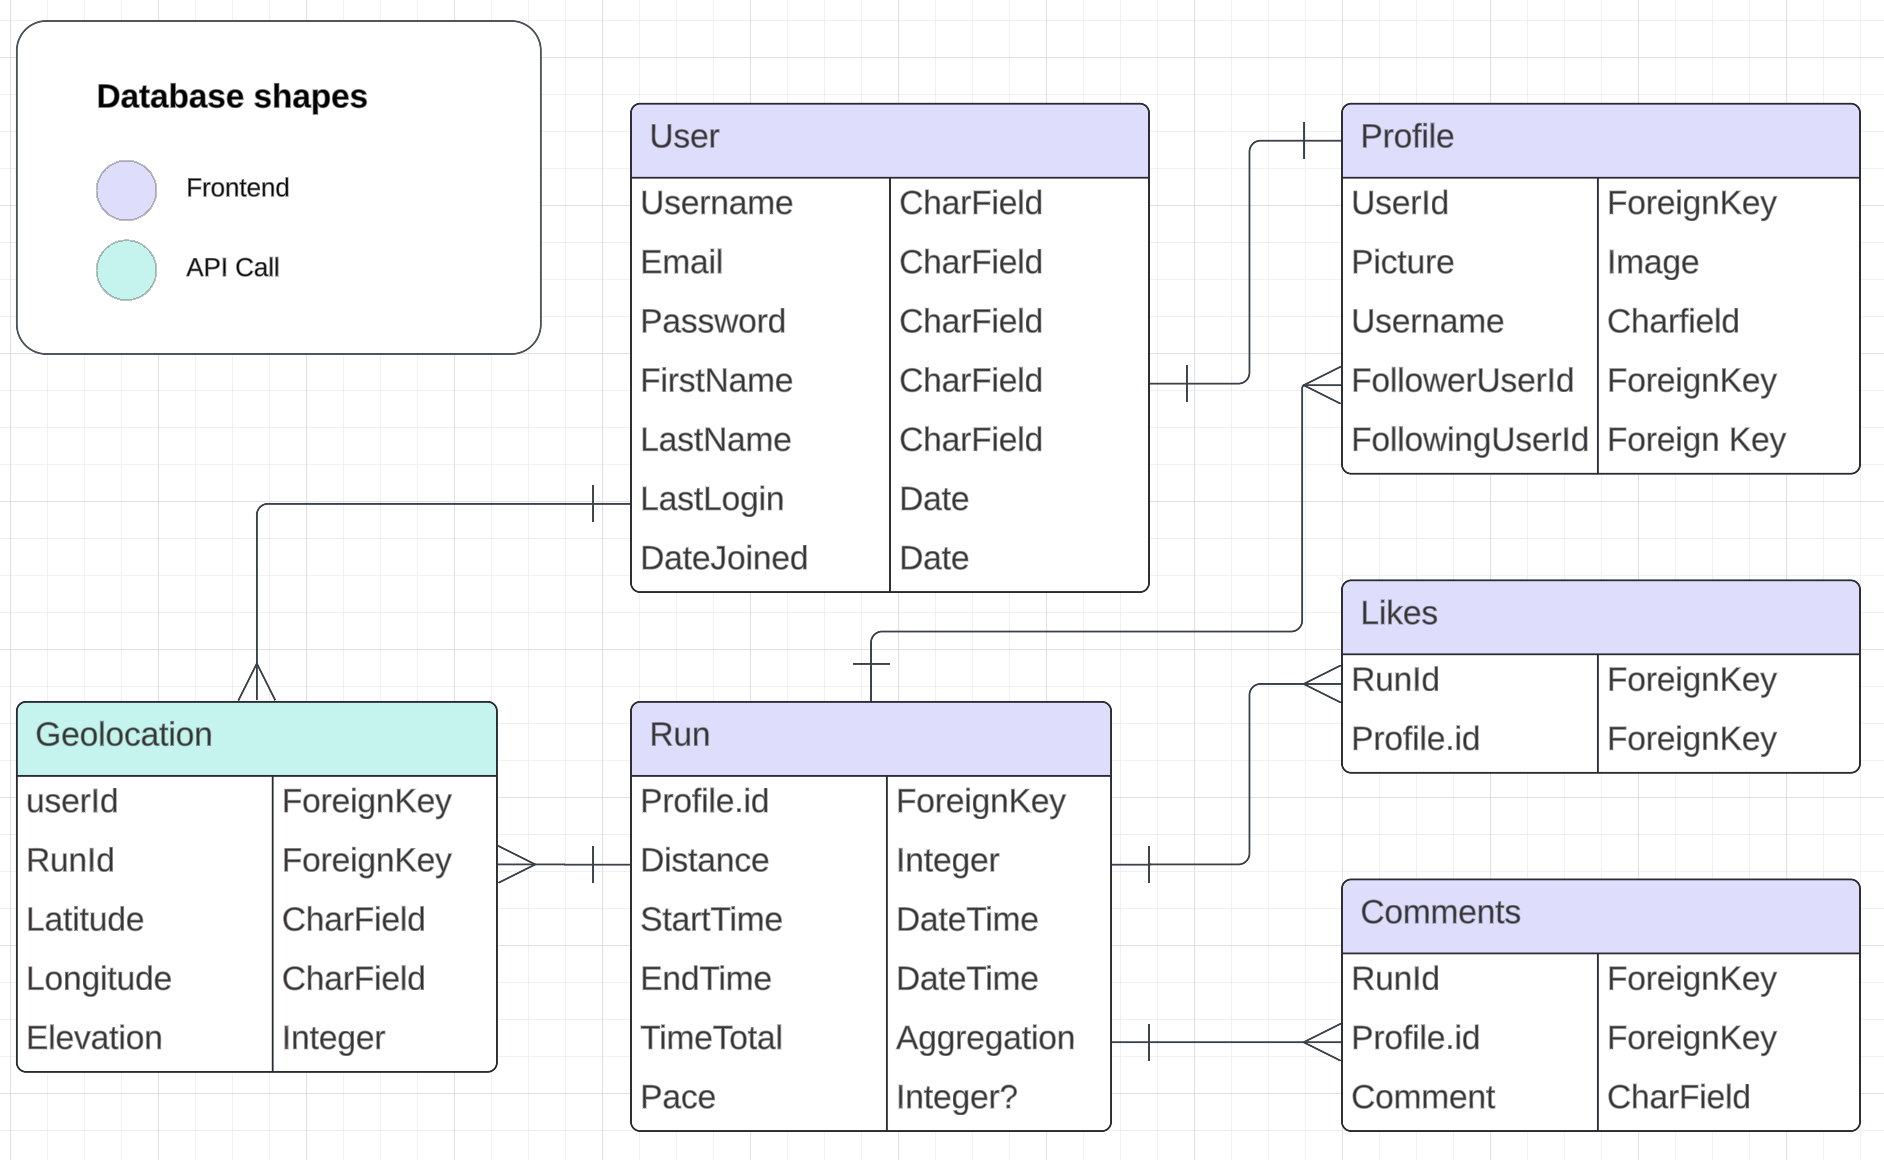 Database shapes
Frontend
API Call
User
Username CharField
Email CharField
Password CharField
FirstName CharField
LastName CharField
LastLogin Date
DateJoined Date
Profile
UserId ForeignKey
Picture Image
Username Charfield
FollowerUserId ForeignKey
FollowingUserId Foreign Key
Likes
RunId ForeignKey
Profile.id ForeignKey
Geolocation
userId ForeignKey
RunId ForeignKey
Latitude CharField
Longitude CharField
Elevation Integer
Run
Profile.id ForeignKey
Distance Integer
StartTime DateTime
EndTime DateTime
TimeTotal Aggregation
Pace Integer?
Comments
RunId ForeignKey
Profile.id ForeignKey
Comment CharField